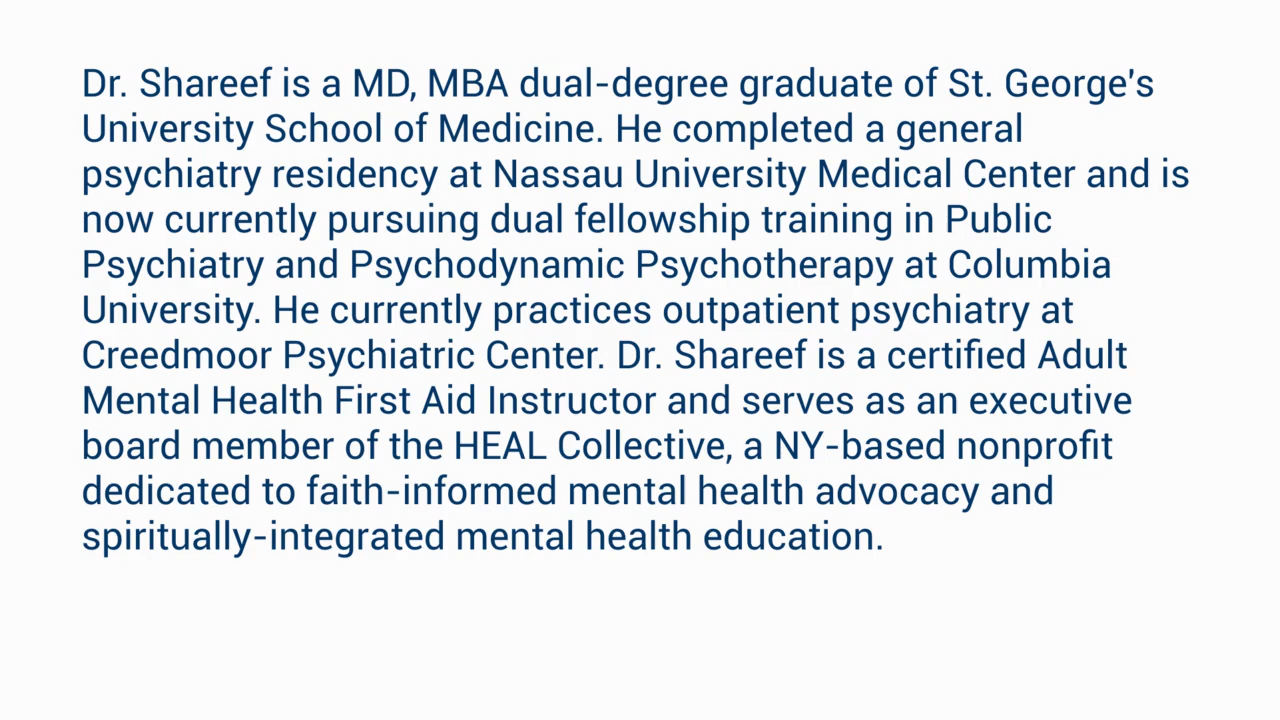 Dr. Shareef is a MD, MBA dual-degree graduate of St. George's
University School of Medicine. He completed a general
psychiatry residency at Nassau University Medical Center and is
now currently pursuing dual fellowship training in Public
Psychiatry and Psychodynamic Psychotherapy at Columbia
University. He currently practices outpatient psychiatry at
Creedmoor Psychiatric Center. Dr. Shareef is a certified Adult
Mental Health First Aid Instructor and serves as an executive
board member of the HEAL Collective, a NY-based nonprofit
dedicated to faith-informed mental health advocacy and
spiritually-integrated mental health education.